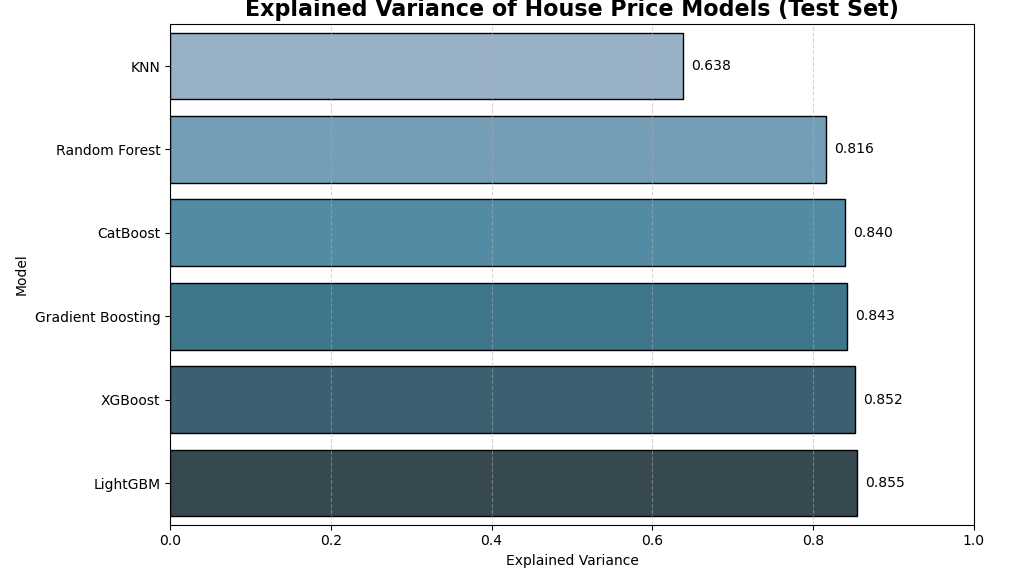 Explained Variance of House Price Models (Test Set)
KNN
0.638
Random Forest
0.816
CatBoost
0.840
Gradient Boosting
0.843
XGBoost
0.852
LightGBM
0.855
Model
0.0 0.2 0.4 0.6 0.8 1.0
Explained Variance